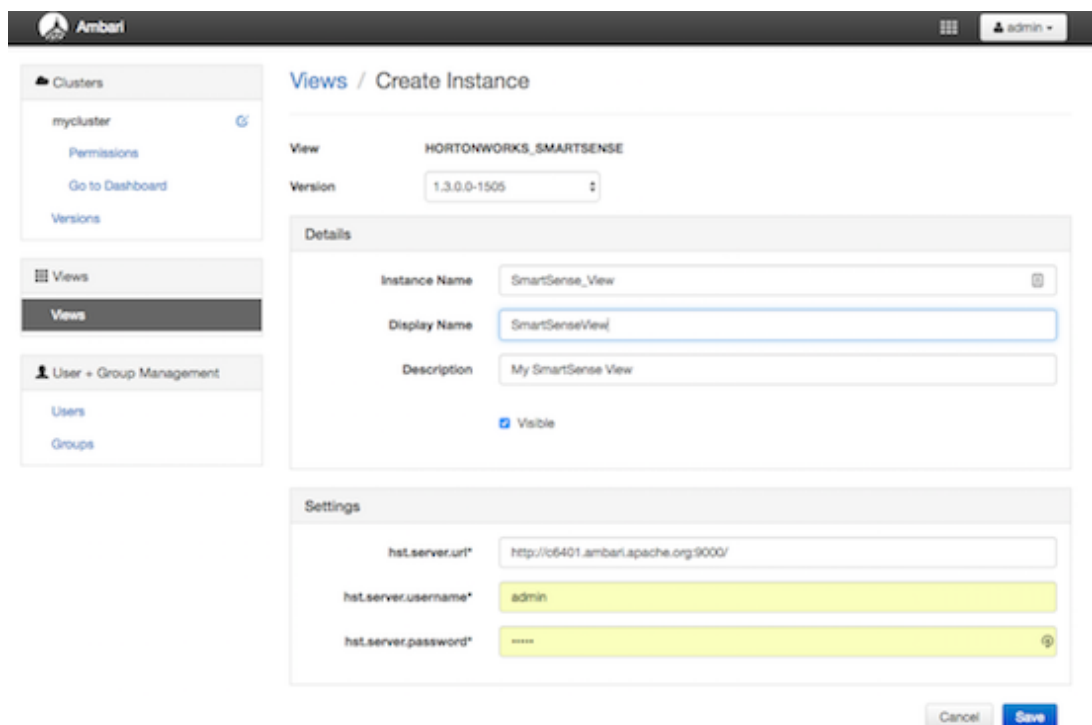 Ambari
admin
Clusters
mycluster
Permissions
Go to Dashboard
Versions
Views
Views
User + Group Management
Users
Groups
Views / Create Instance
View HORTONWORKS_SMARTSENSE
Version 1.3.0.0-1505
Details
Instance Name SmartSense_View
Display Name SmartSenseView
Description My SmartSense View
Visible
Settings
hst.server.url* http://c6401.ambari.apache.org:9000/
hst.server.username* admin
hst.server.password* •••••
Cancel Save